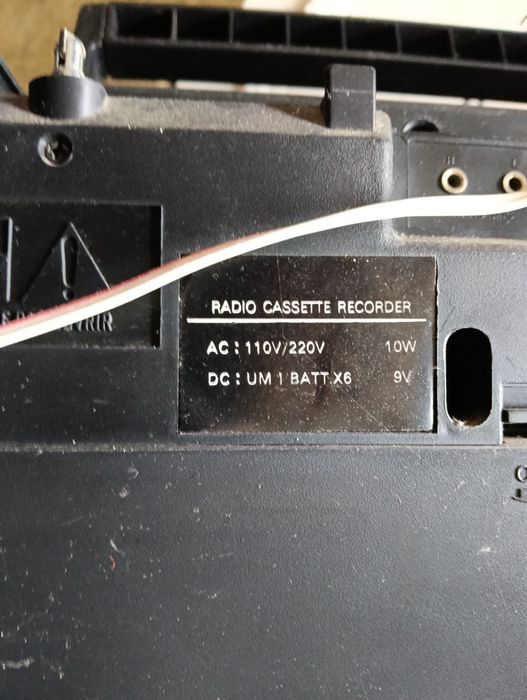 RADIO CASSETTE RECORDER
AC : 110V/220V 10W
DC : UM 1 BATT. X6 9V